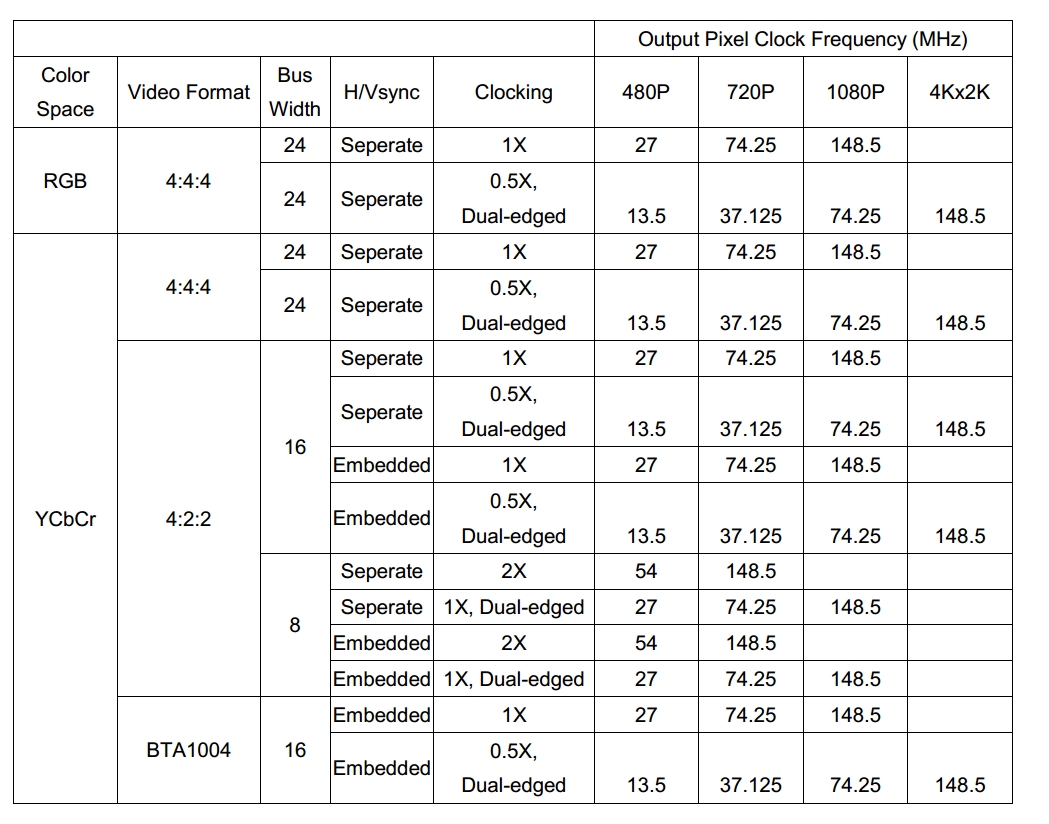 Output Pixel Clock Frequency (MHz)
Color Space Video Format Bus Width H/Vsync Clocking 480P 720P 1080P 4Kx2K
RGB 4:4:4 24 Seperate 1X 27 74.25 148.5
24 Seperate 0.5X, Dual-edged 13.5 37.125 74.25 148.5
YCbCr 4:4:4 24 Seperate 1X 27 74.25 148.5
24 Seperate 0.5X, Dual-edged 13.5 37.125 74.25 148.5
4:2:2 16 Seperate 1X 27 74.25 148.5
Seperate 0.5X, Dual-edged 13.5 37.125 74.25 148.5
Embedded 1X 27 74.25 148.5
Embedded 0.5X, Dual-edged 13.5 37.125 74.25 148.5
8 Seperate 2X 54 148.5
Seperate 1X, Dual-edged 27 74.25 148.5
Embedded 2X 54 148.5
Embedded 1X, Dual-edged 27 74.25 148.5
BTA1004 16 Embedded 1X 27 74.25 148.5
Embedded 0.5X, Dual-edged 13.5 37.125 74.25 148.5